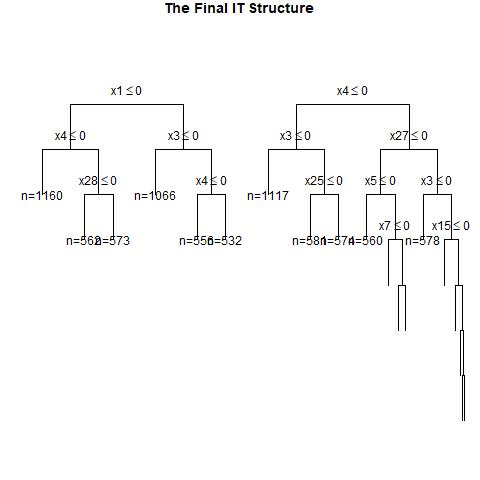 The Final IT Structure
x1 ≤ 0
x4 ≤ 0
x4 ≤ 0
x3 ≤ 0
x3 ≤ 0
x27 ≤ 0
x28 ≤ 0
x4 ≤ 0
x25 ≤ 0
x5 ≤ 0
x3 ≤ 0
n=1160
n=1066
n=1117
x7 ≤ 0
x15 ≤ 0
n=562
n=573
n=556
n=532
n=581
n=574
n=560
n=578